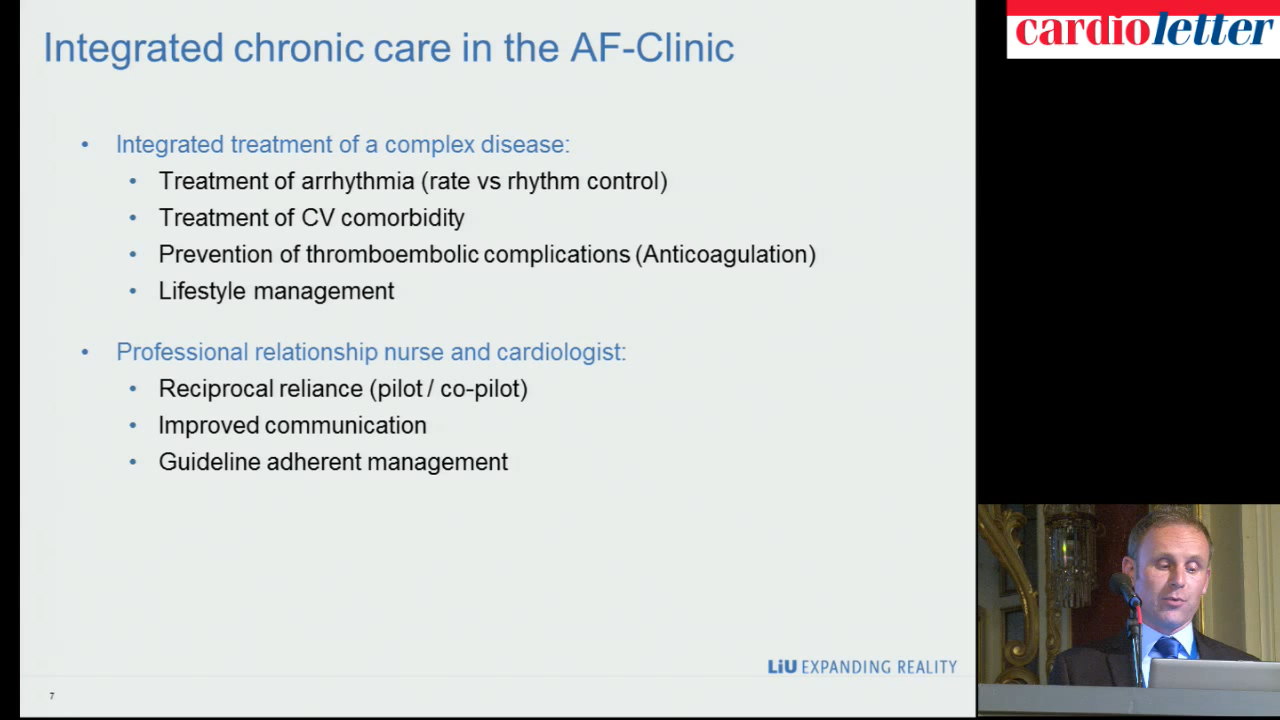 Integrated chronic care in the AF-Clinic
cardioletter
• Integrated treatment of a complex disease:
• Treatment of arrhythmia (rate vs rhythm control)
• Treatment of CV comorbidity
• Prevention of thromboembolic complications (Anticoagulation)
• Lifestyle management
• Professional relationship nurse and cardiologist:
• Reciprocal reliance (pilot / co-pilot)
• Improved communication
• Guideline adherent management
LiU EXPANDING REALITY
7